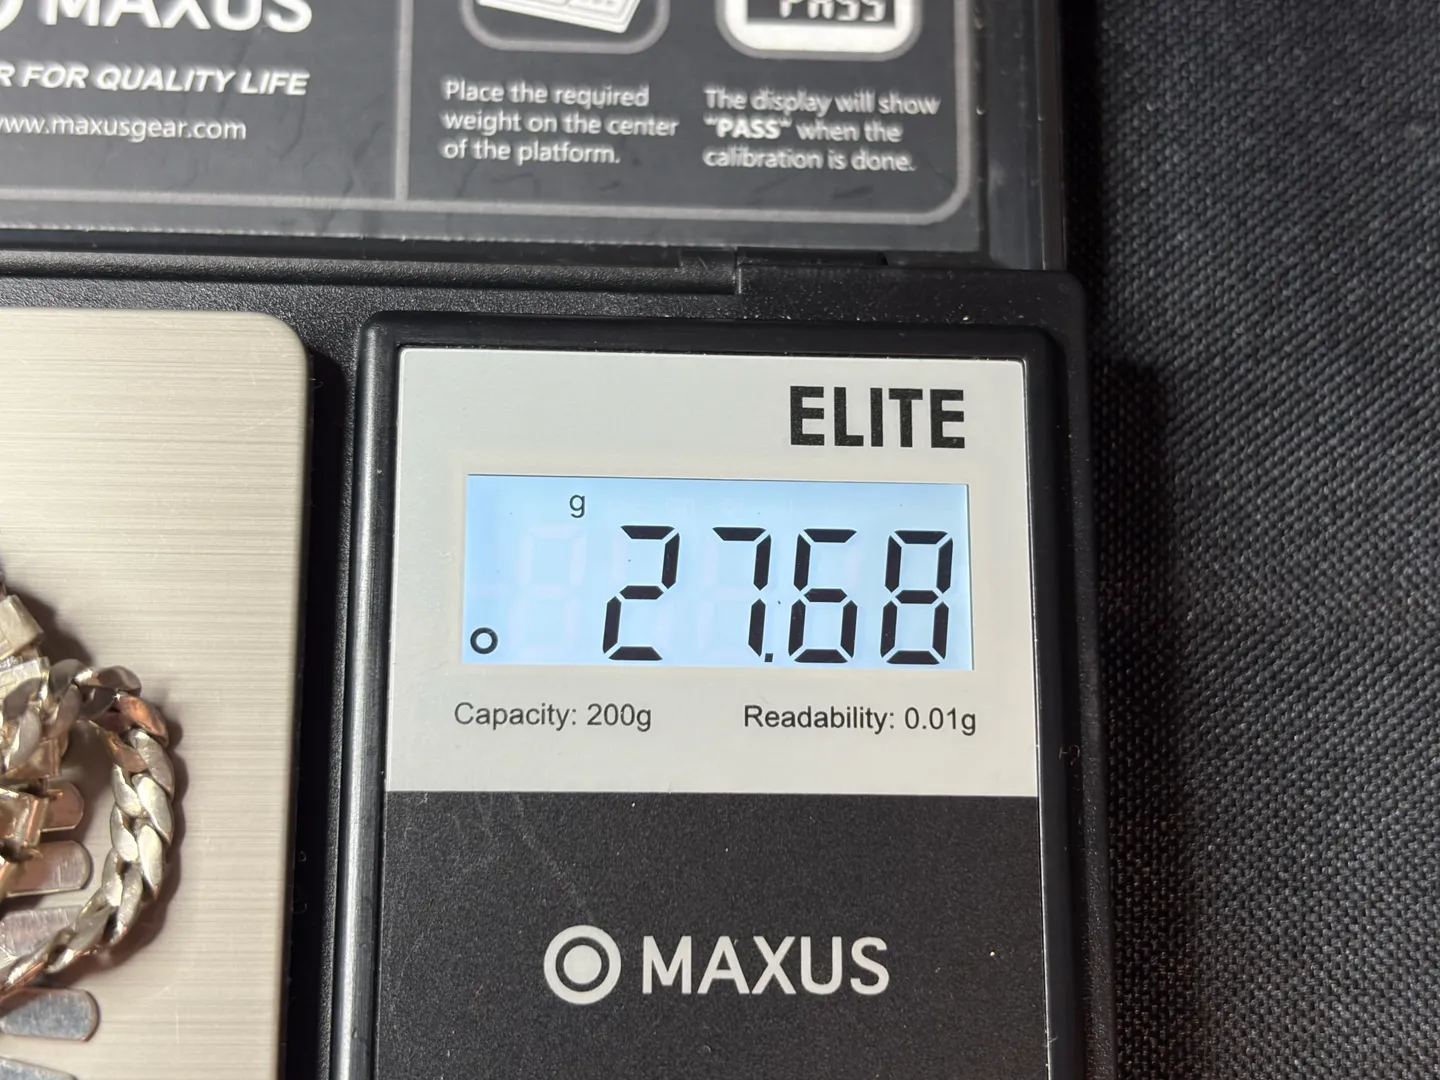 MAXUS
R FOR QUALITY LIFE
www.maxusgear.com
Place the required
weight on the center
of the platform.
PASS
The display will show
"PASS" when the
calibration is done.
ELITE
g
27.68
Capacity: 200g
Readability: 0.01g
MAXUS